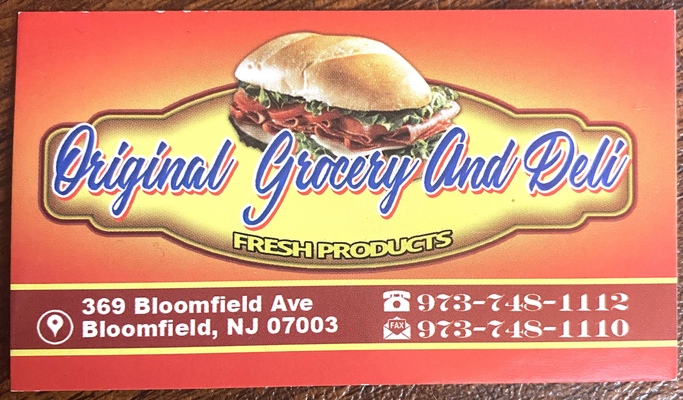 Original Grocery And Deli
FRESH PRODUCTS
369 Bloomfield Ave
Bloomfield, NJ 07003
973-748-1112
FAX
973-748-1110